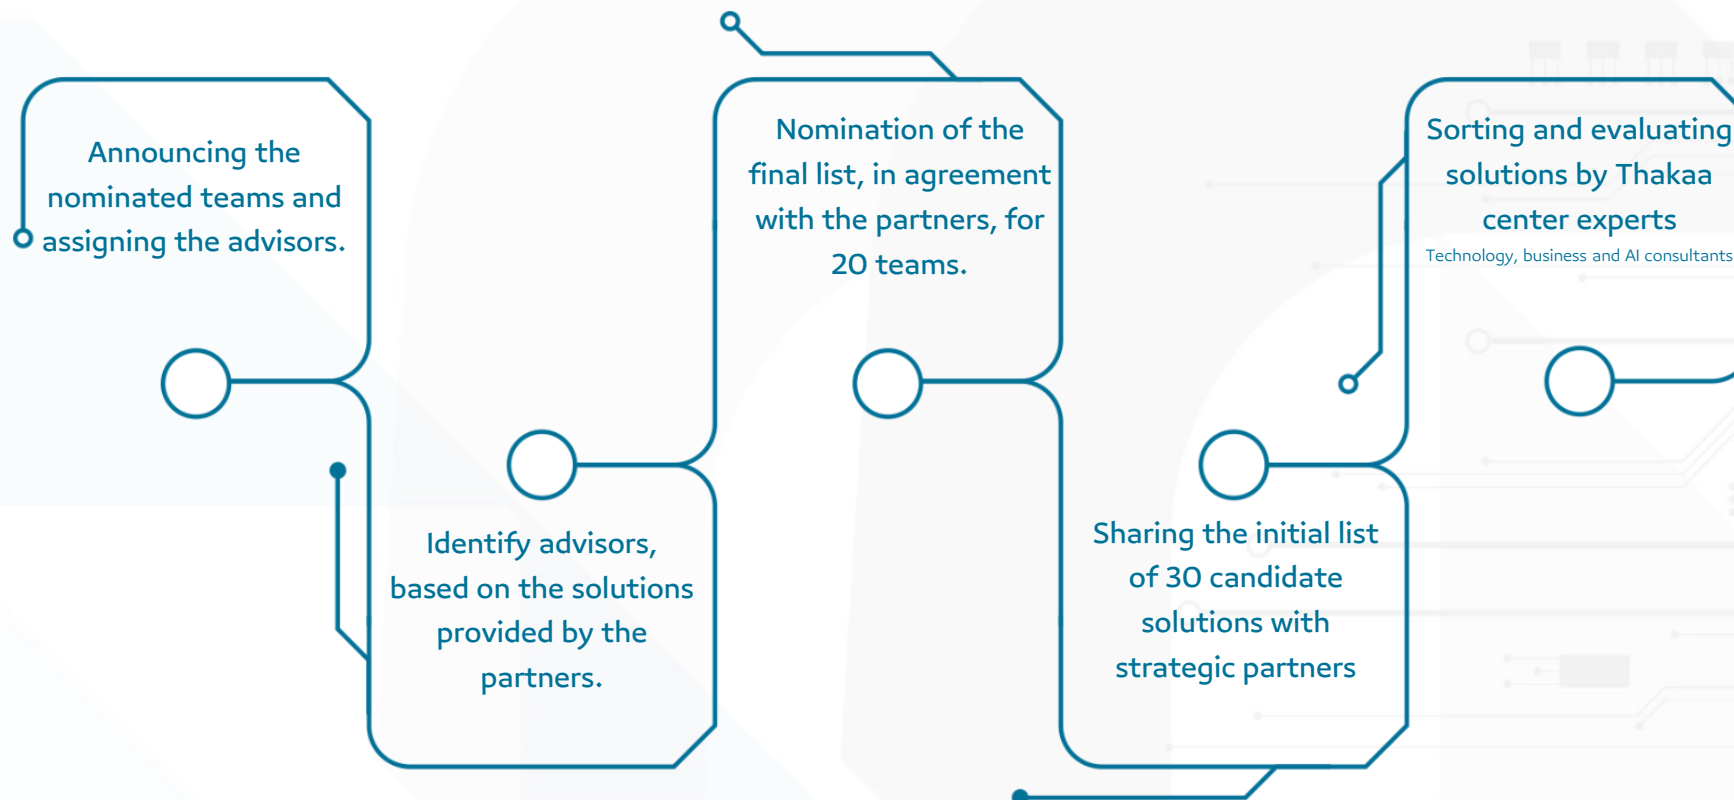 Announcing the
nominated teams and
assigning the advisors.
Identify advisors,
based on the solutions
provided by the
partners.
Nomination of the
final list, in agreement
with the partners, for
20 teams.
Sharing the initial list
of 30 candidate
solutions with
strategic partners
Sorting and evaluating
solutions by Thakaa
center experts
Technology, business and AI consultants